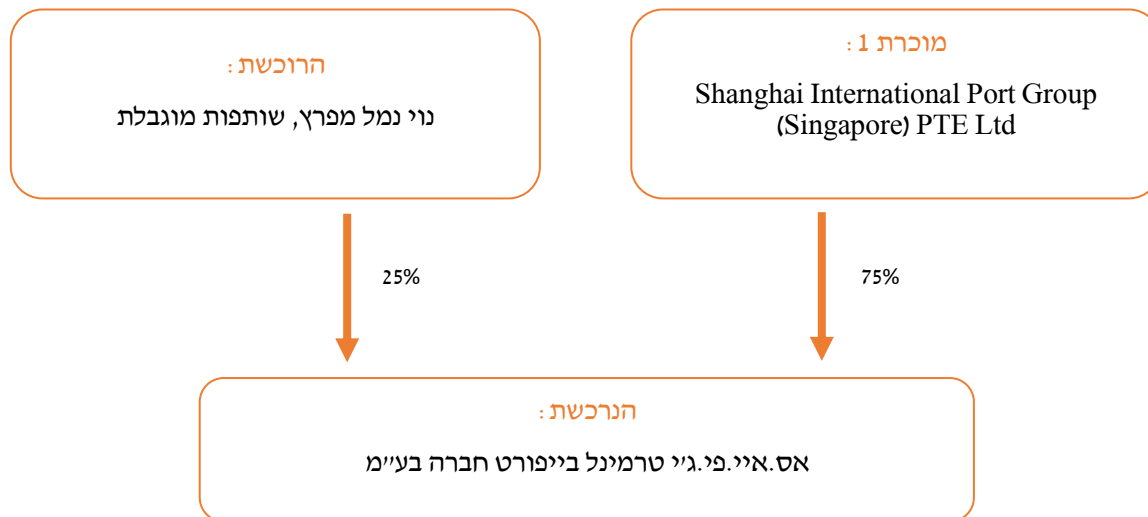 הרוכשת:
נוי נמל מפרץ, שותפות מוגבלת
מוכרת 1:
Shanghai International Port Group
(Singapore) PTE Ltd
25%
75%
הנרכשת:
אס.איי.פי.ג'י טרמינל בייפורט חברה בע"מ